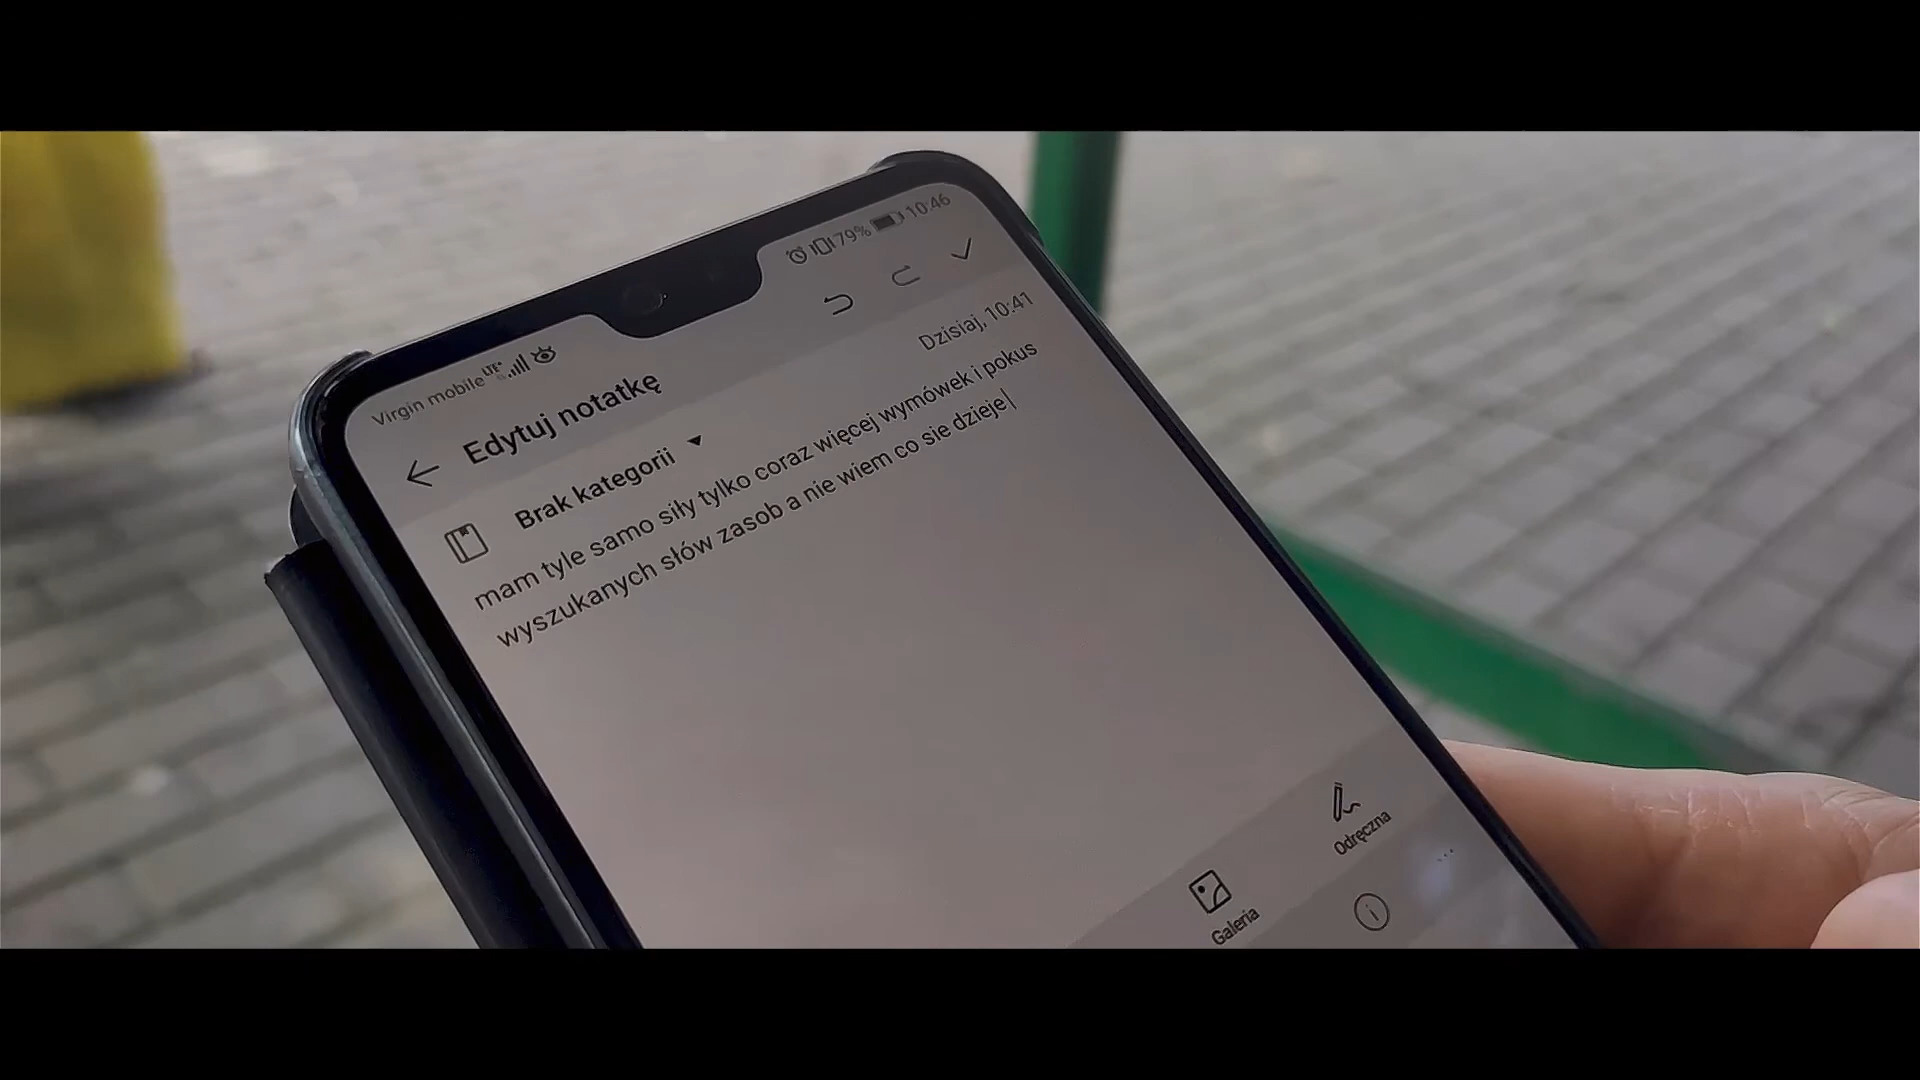 Virgin mobile LTE+ 79% 10:46
Edytuj notatkę
Brak kategorii
Dzisiaj, 10:41
mam tyle samo siły tylko coraz więcej wymówek i pokus
wyszukanych słów zasob a nie wiem co sie dzieje
Galeria
Odręczna